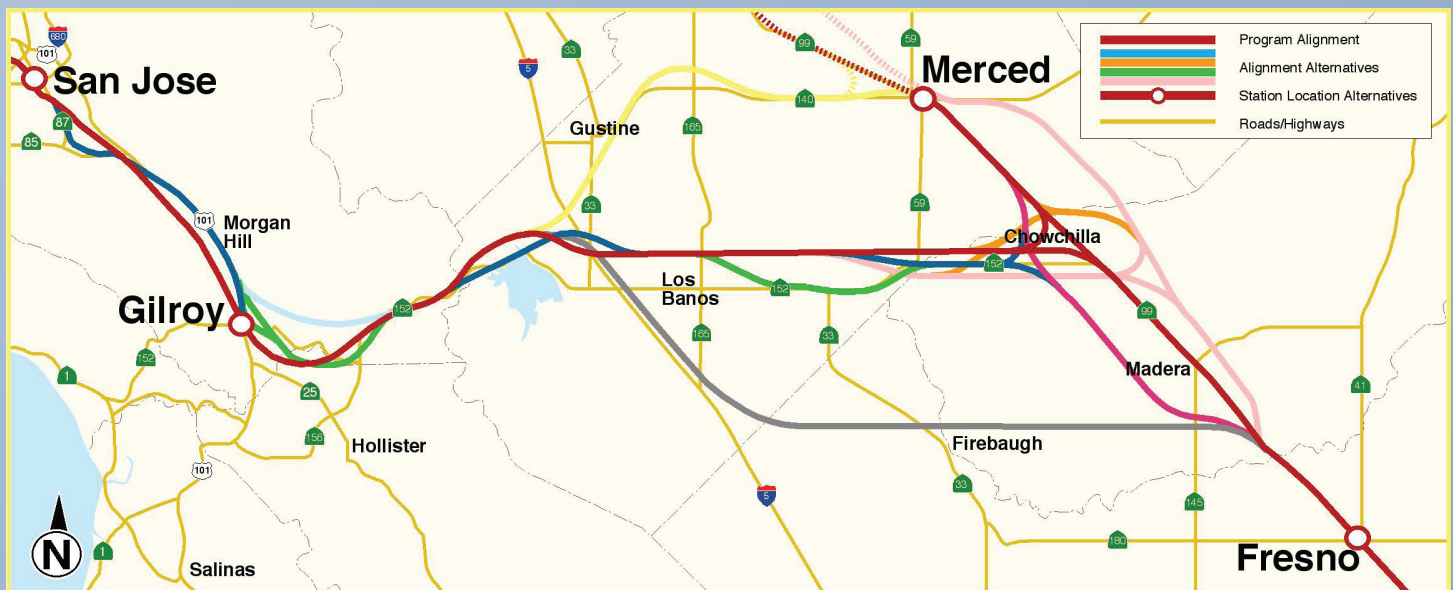 680
101
San Jose
87
85
101
Morgan
Hill
Gilroy
152
1
152
25
156
Hollister
101
1
Salinas
N
5
33
99
59
Merced
140
Gustine
165
33
59
Chowchilla
152
Los
Banos
152
165
33
99
Madera
41
Firebaugh
33
5
145
180
Fresno
Program Alignment
Alignment Alternatives
Station Location Alternatives
Roads/Highways